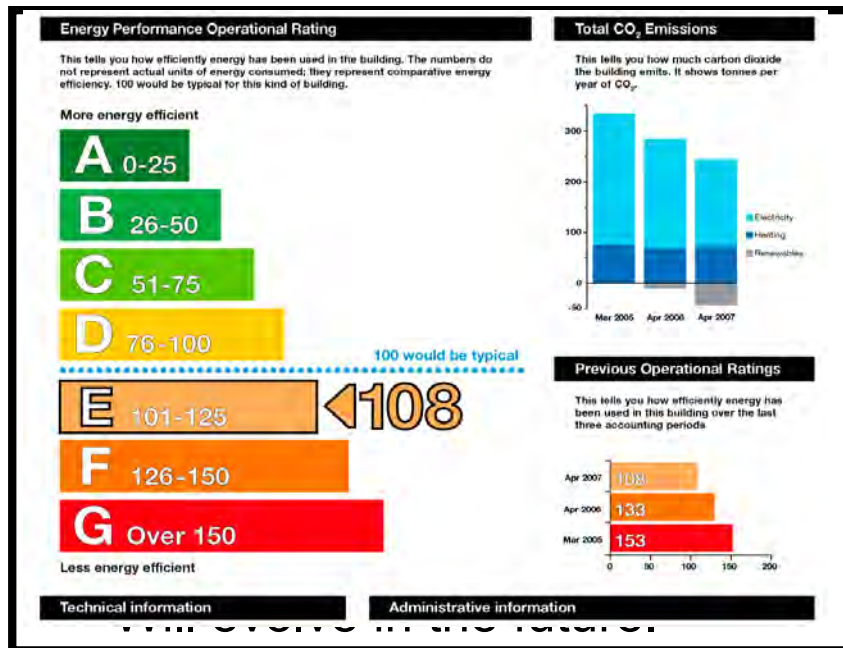 Energy Performance Operational Rating
This tells you how efficiently energy has been used in the building. The numbers do
not represent actual units of energy consumed; they represent comparative energy
efficiency. 100 would be typical for this kind of building.
More energy efficient
A 0-25
B 26-50
C 51-75
D 76-100
100 would be typical
E 101-125
108
F 126-150
G Over 150
Less energy efficient
Total CO₂ Emissions
This tells you how much carbon dioxide
the building emits. It shows tonnes per
year of CO₂.
300
200
100
0
-50
Electricity
Heating
Renewables
Mar 2005 Apr 2006 Apr 2007
Previous Operational Ratings
This tells you how efficiently energy has
been used in this building over the last
three accounting periods
Apr 2007 108
Apr 2006 133
Mar 2005 153
0 50 100 150 200
Technical information
Administrative information
Will evolve in the future.